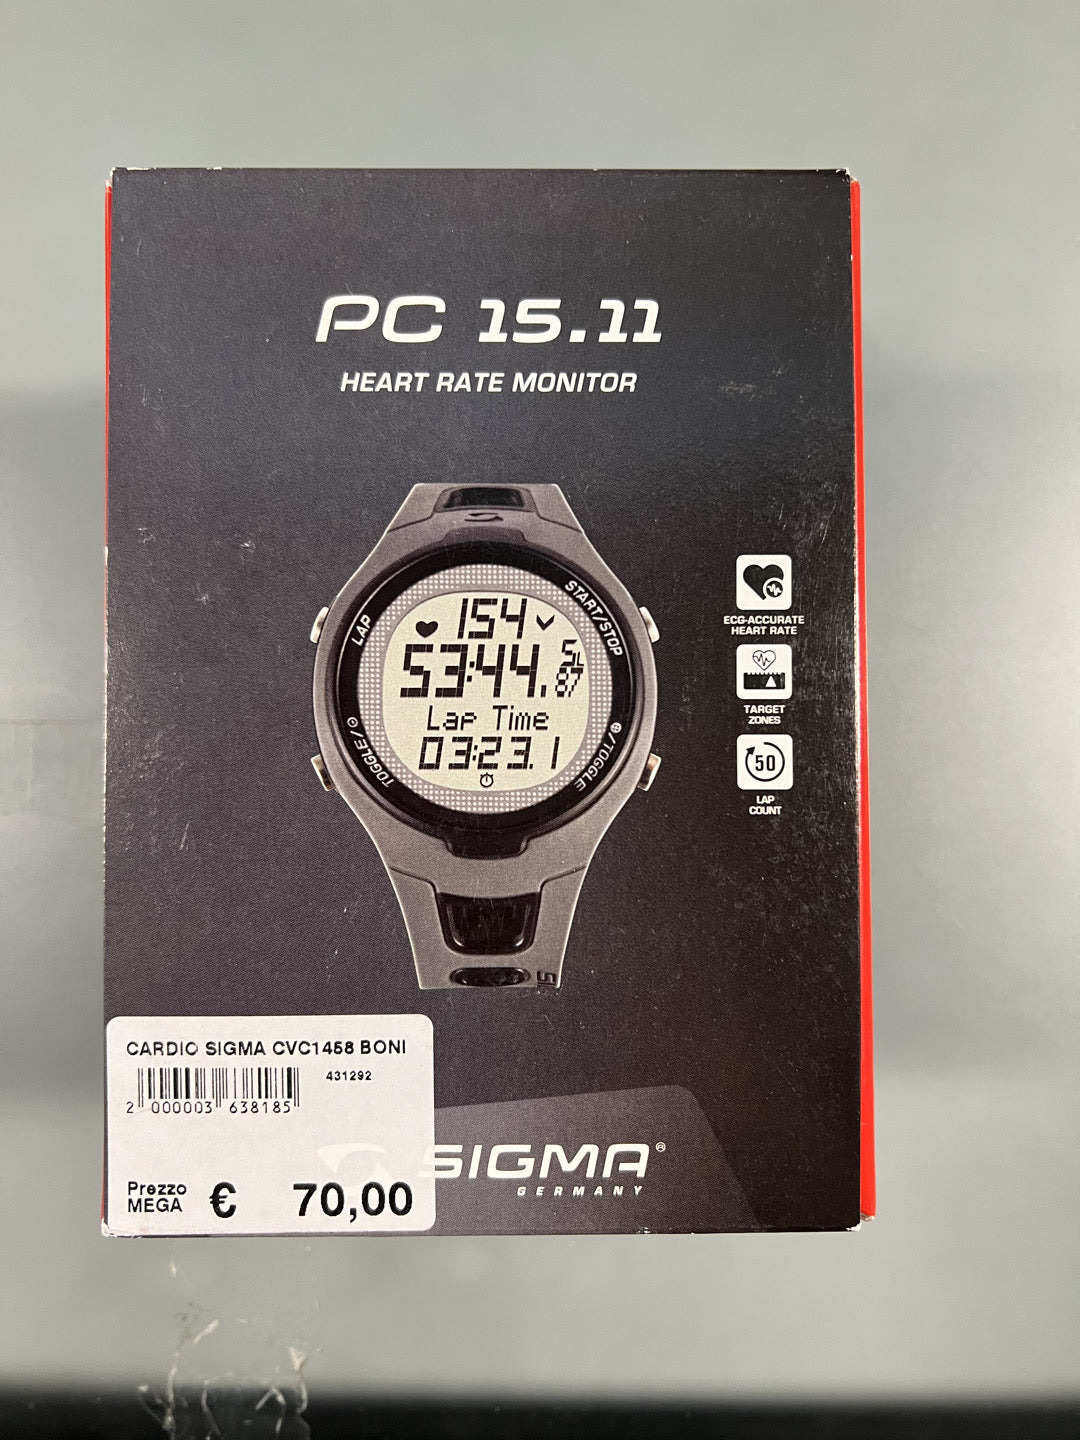 PC 15.11
HEART RATE MONITOR
LAP
START/STOP
154
53:44.
5L
87
Lap Time
03:23.1
TOGGLE/
/TOGGLE
ECG-ACCURATE
HEART RATE
TARGET
ZONES
50
LAP
COUNT
CARDIO SIGMA CVC1458 BONI
431292
2 000003 638185
Prezzo
MEGA € 70,00
SIGMA®
GERMANY